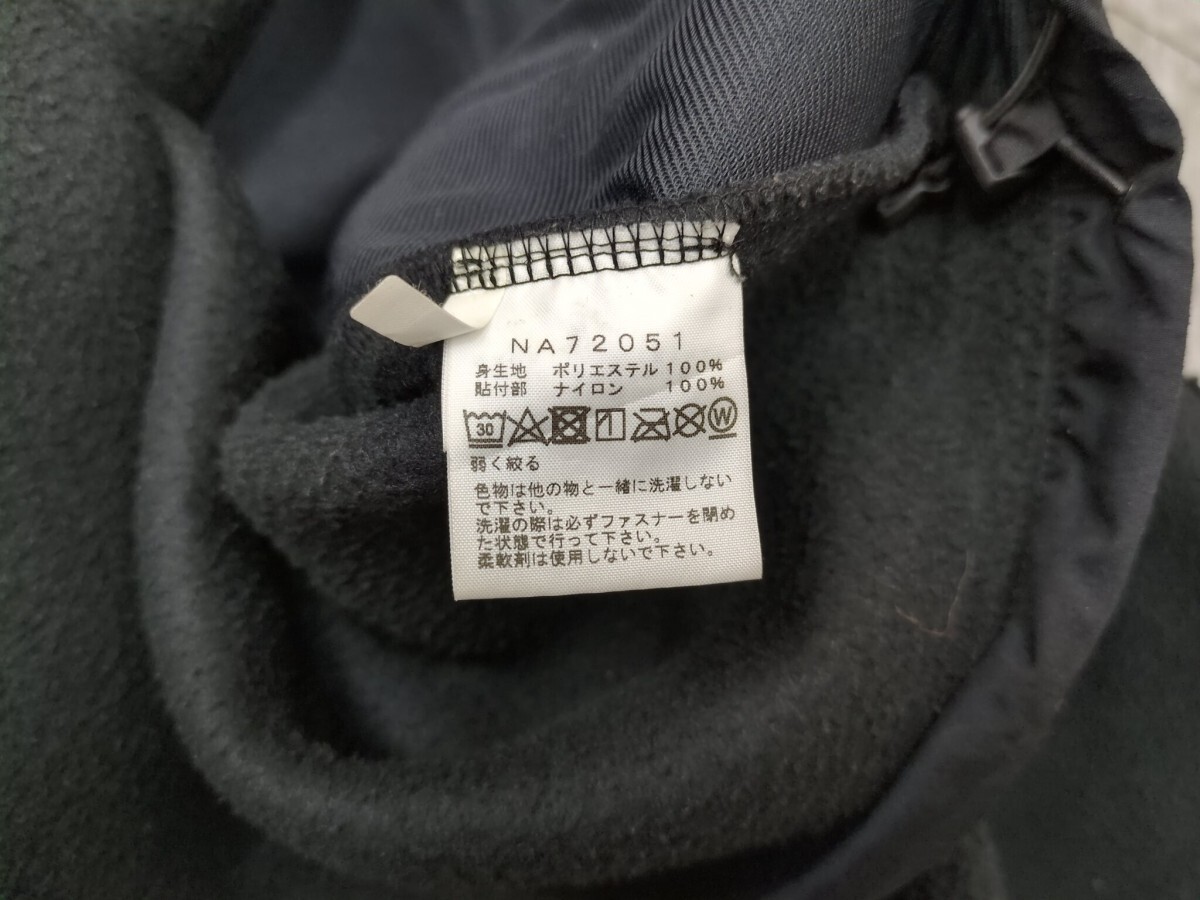 NA72051
身生地 ポリエステル100%
貼付部 ナイロン 100%
30 W
弱く絞る
色物は他の物と一緒に洗濯しない
で下さい。
洗濯の際は必ずファスナーを閉め
た状態で行って下さい。
柔軟剤は使用しないで下さい。